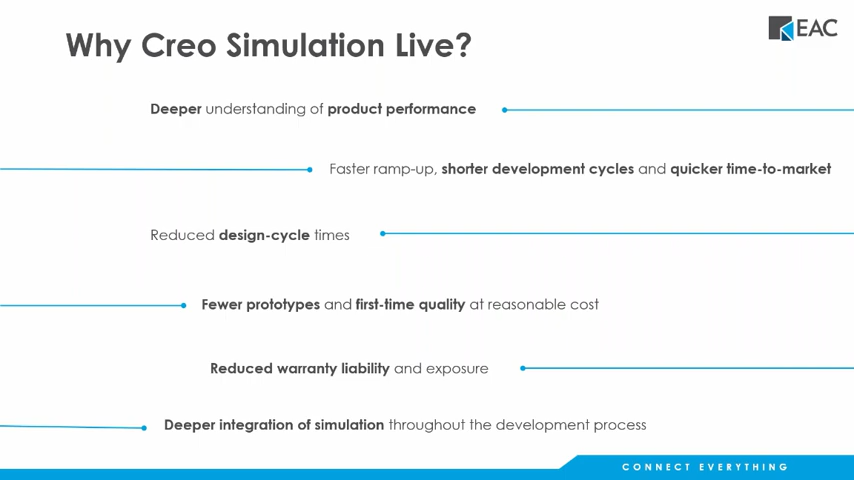 Why Creo Simulation Live?
EAC
Deeper understanding of product performance
Faster ramp-up, shorter development cycles and quicker time-to-market
Reduced design-cycle times
Fewer prototypes and first-time quality at reasonable cost
Reduced warranty liability and exposure
Deeper integration of simulation throughout the development process
CONNECT EVERYTHING